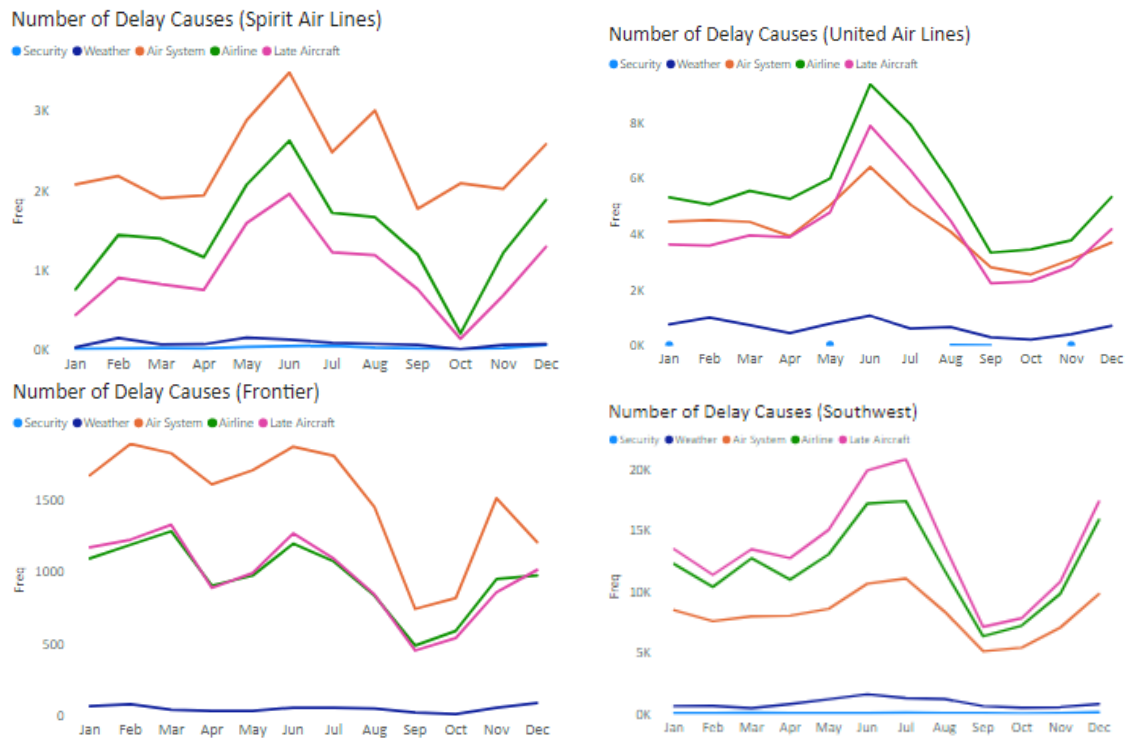 Number of Delay Causes (Spirit Air Lines)
Security Weather Air System Airline Late Aircraft
3K
2K
1K
0K
Freq
Jan Feb Mar Apr May Jun Jul Aug Sep Oct Nov Dec
Number of Delay Causes (United Air Lines)
Security Weather Air System Airline Late Aircraft
8K
6K
4K
2K
0K
Freq
Jan Feb Mar Apr May Jun Jul Aug Sep Oct Nov Dec
Number of Delay Causes (Frontier)
Security Weather Air System Airline Late Aircraft
1500
1000
500
0
Freq
Jan Feb Mar Apr May Jun Jul Aug Sep Oct Nov Dec
Number of Delay Causes (Southwest)
Security Weather Air System Airline Late Aircraft
20K
15K
10K
5K
0K
Freq
Jan Feb Mar Apr May Jun Jul Aug Sep Oct Nov Dec